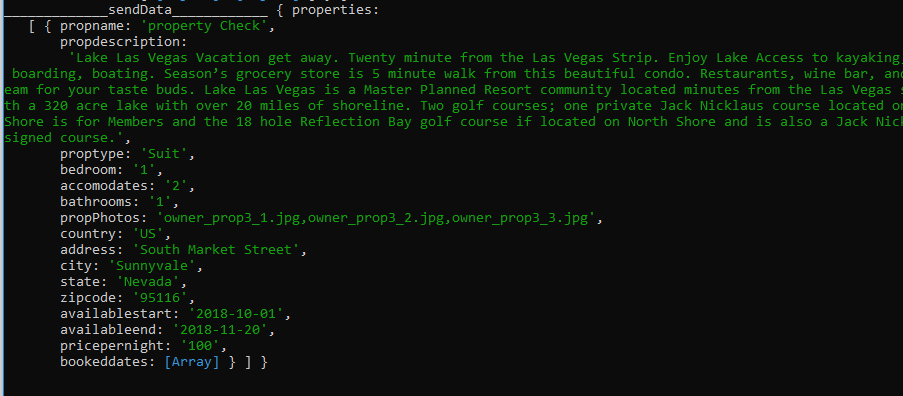 _____________sendData____________ { properties:
[ { propname: 'property Check',
propdescription:
'Lake Las Vegas Vacation get away. Twenty minute from the Las Vegas Strip. Enjoy Lake Access to kayaking,
boarding, boating. Season’s grocery store is 5 minute walk from this beautiful condo. Restaurants, wine bar, and
eam for your taste buds. Lake Las Vegas is a Master Planned Resort community located minutes from the Las Vegas s
th a 320 acre lake with over 20 miles of shoreline. Two golf courses; one private Jack Nicklaus course located on
Shore is for Members and the 18 hole Reflection Bay golf course if located on North Shore and is also a Jack Nick
signed course.',
proptype: 'Suit',
bedroom: '1',
accomodates: '2',
bathrooms: '1',
propPhotos: 'owner_prop3_1.jpg,owner_prop3_2.jpg,owner_prop3_3.jpg',
country: 'US',
address: 'South Market Street',
city: 'Sunnyvale',
state: 'Nevada',
zipcode: '95116',
availablestart: '2018-10-01',
availableend: '2018-11-20',
pricepernight: '100',
bookeddates: [Array] } ] }